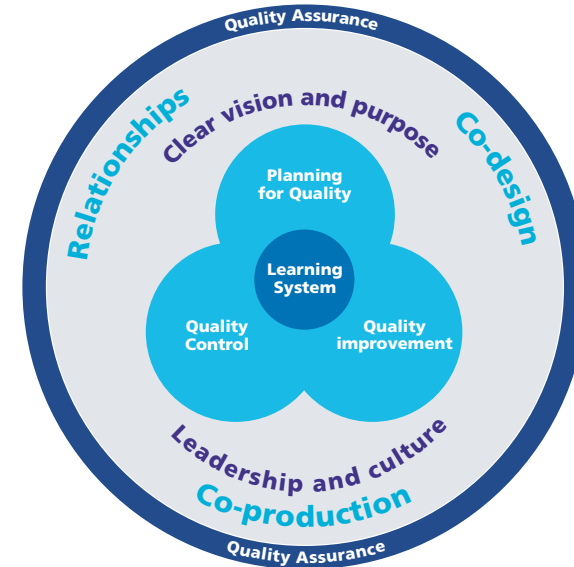 Quality Assurance
Relationships
Clear vision and purpose
Co-design
Planning
for Quality
Learning
System
Quality
Control
Quality
improvement
Leadership and culture
Co-production
Quality Assurance